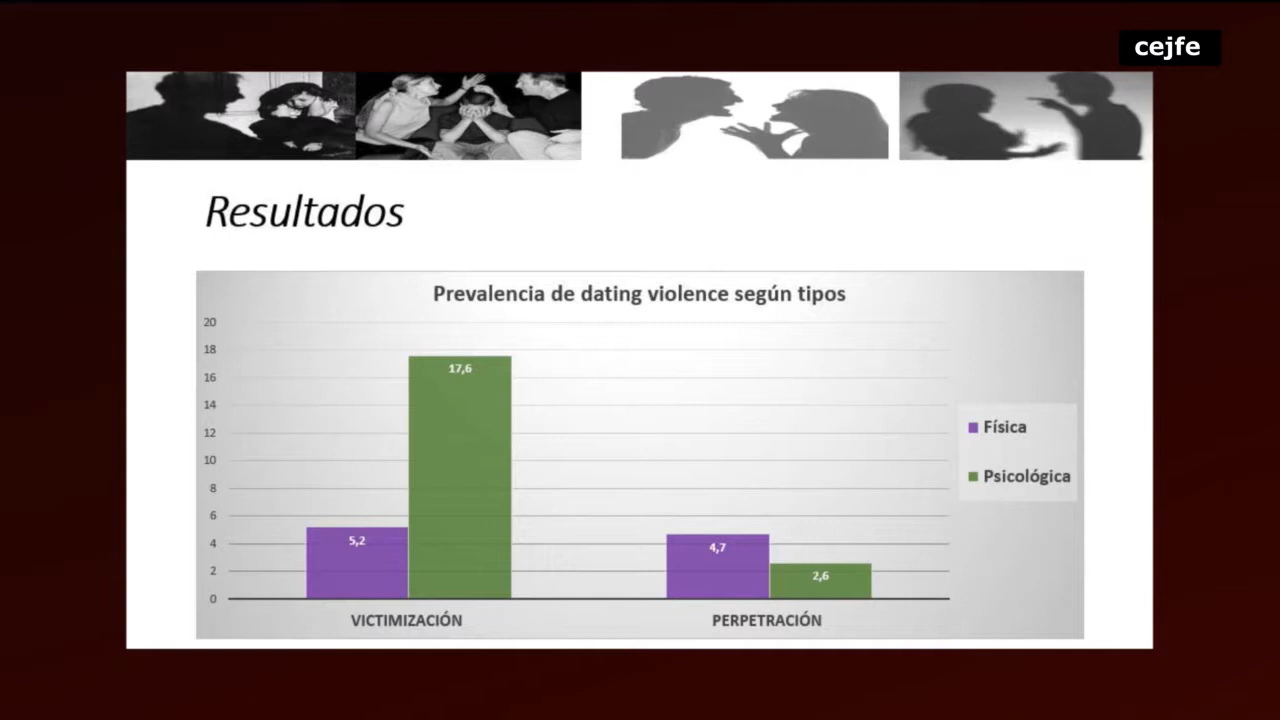 cejfe
Resultados
Prevalencia de dating violence según tipos
20
18
16
14
12
10
8
6
4
2
0
17,6
5,2
4,7
2,6
VICTIMIZACIÓN
PERPETRACIÓN
Física
Psicológica